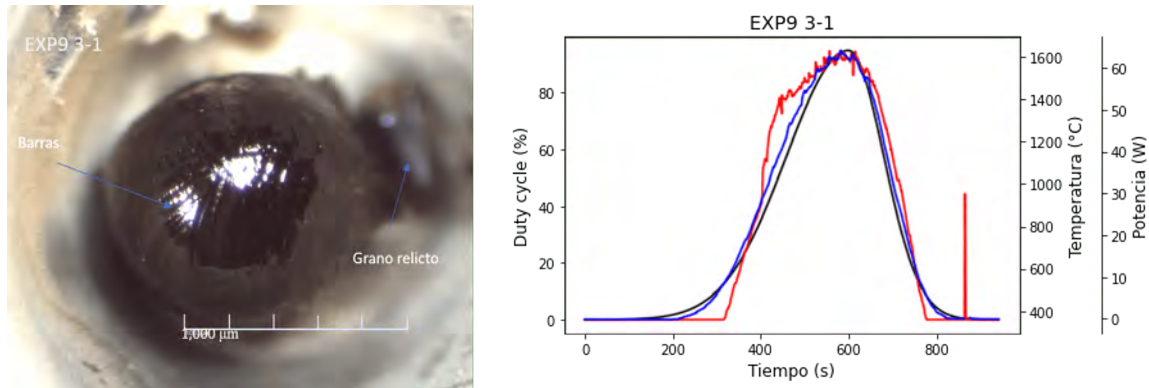 EXP9 3-1
Barras
Grano relicto
1,000 µm
EXP9 3-1
Duty cycle (%)
80
60
40
20
0
0
200
400
600
800
Tiempo (s)
1600
1400
1200
1000
800
600
400
Temperatura (°C)
60
50
40
30
20
10
0
Potencia (W)